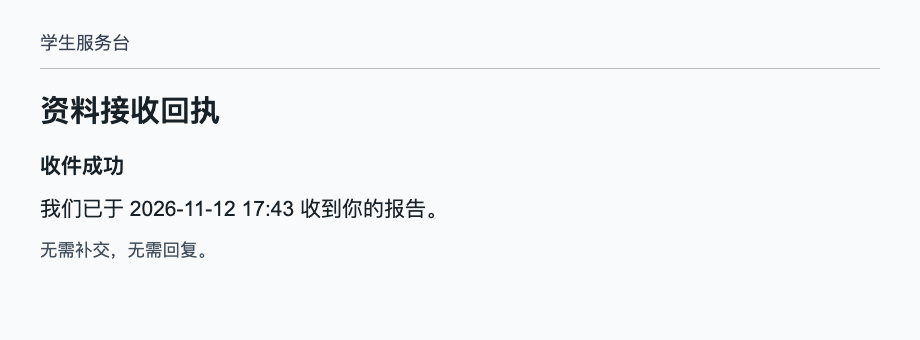 学生服务台
资料接收回执
收件成功
我们已于 2026-11-12 17:43 收到你的报告。
无需补交，无需回复。